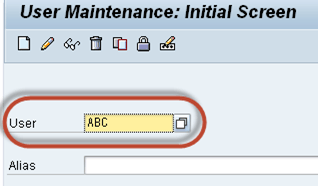 User Maintenance: Initial Screen
User ABC
Alias